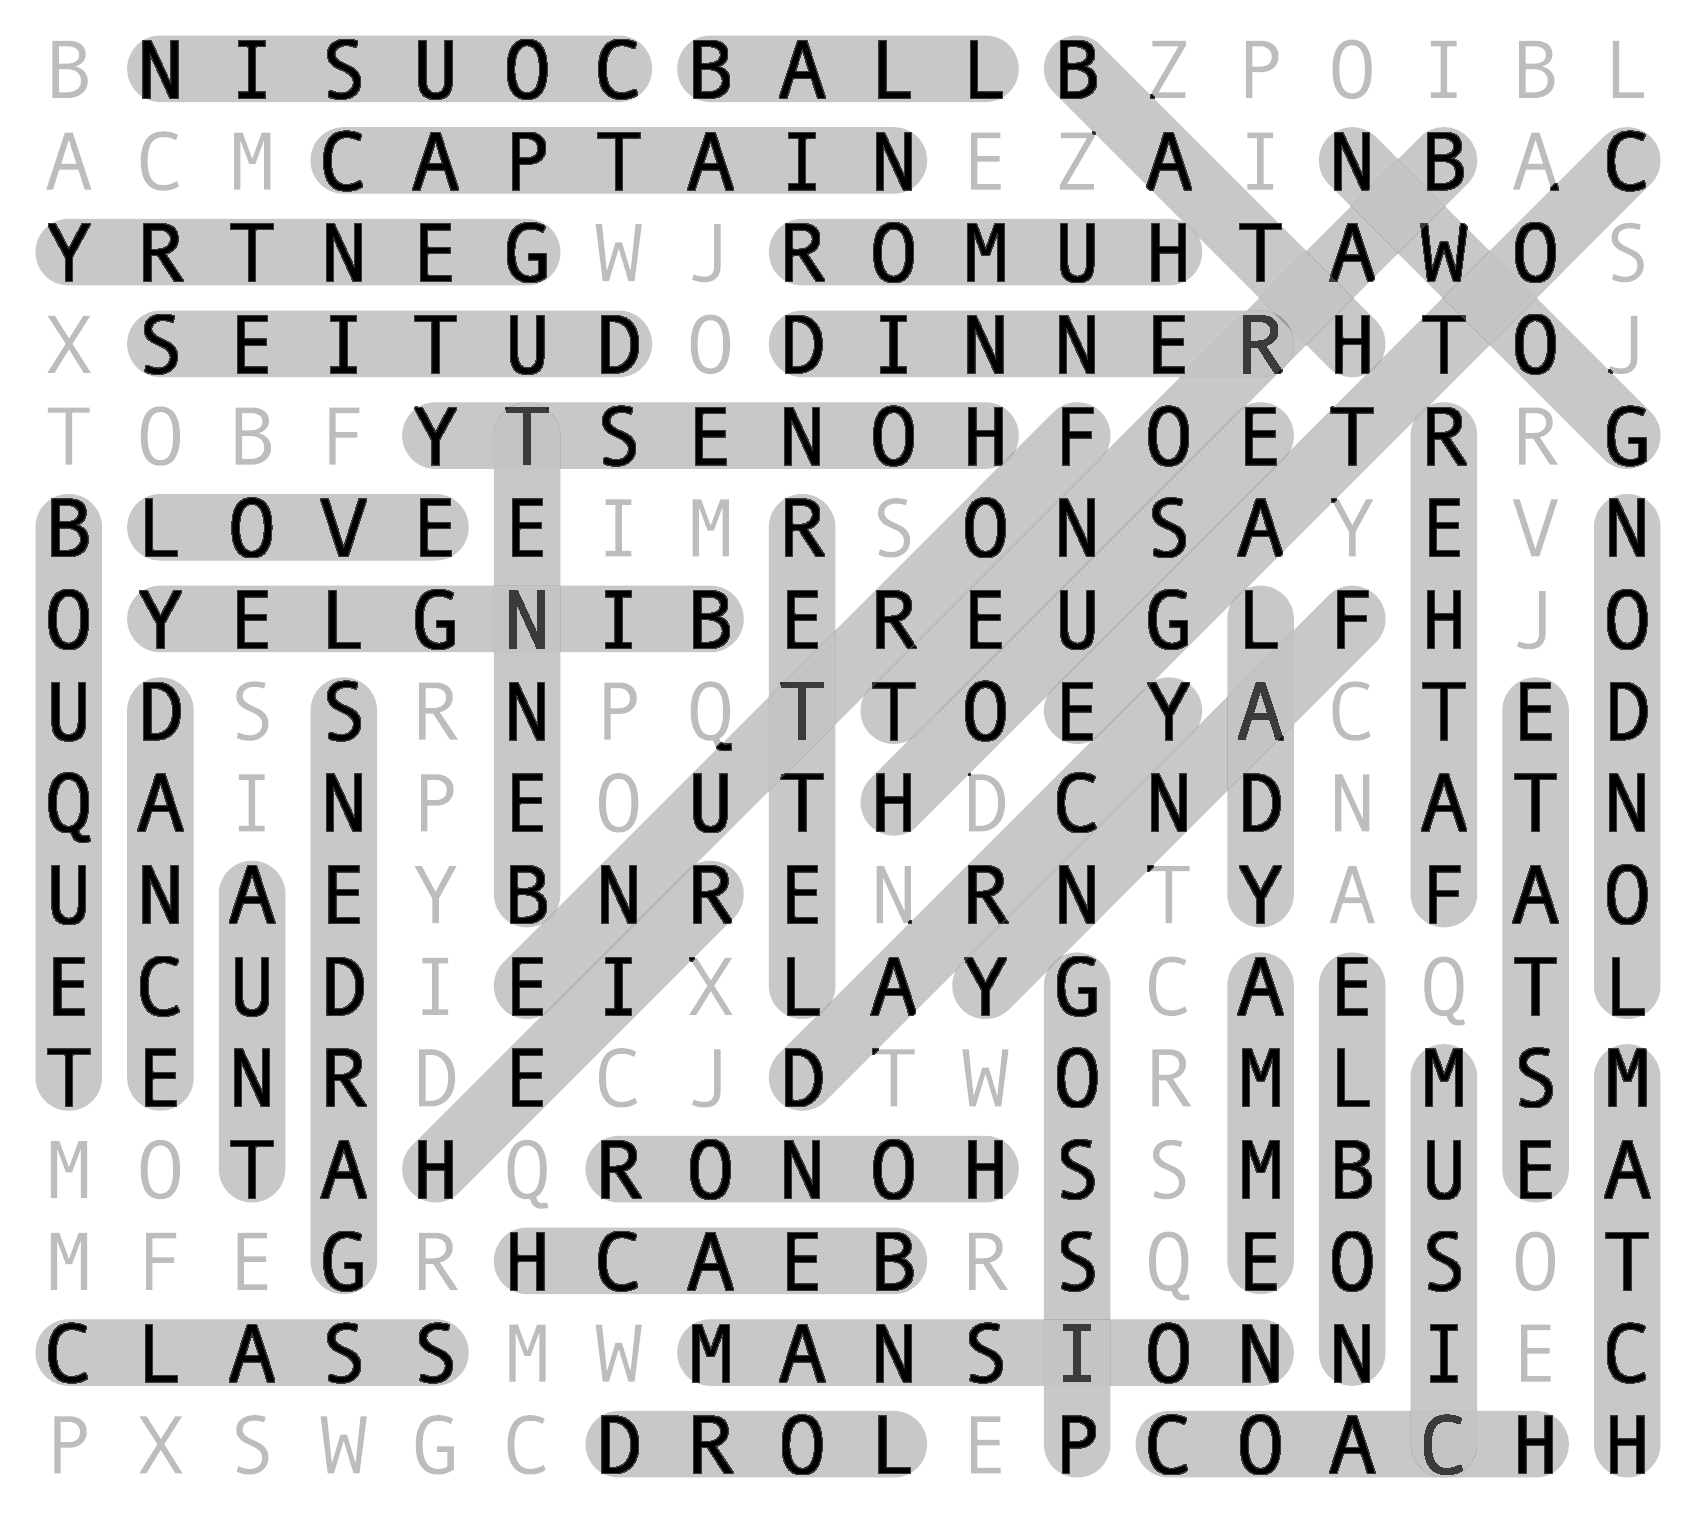 B N I S U O C B A L L B Z P O I B L
A C M C A P T A I N E Z A I N B A C
Y R T N E G W J R O M U H T A W O S
X S E I T U D O D I N N E R H T O J
T O B F Y T S E N O H F O E T R R G
B L O V E E I M R S O N S A Y E V N
O Y E L G N I B E R E U G L F H J O
U D S S R N P Q T T O E Y A C T E D
Q A I N P E O U T H D C N D N A T N
U N A E Y B N R E N R N T Y A F A O
E C U D I E I X L A Y G C A E Q T L
T E N R D E C J D T W O R M L M S M
M O T A H Q R O N O H S S M B U E A
M F E G R H C A E B R S Q E O S O T
C L A S S M W M A N S I O N N I E C
P X S W G C D R O L E P C O A C H H